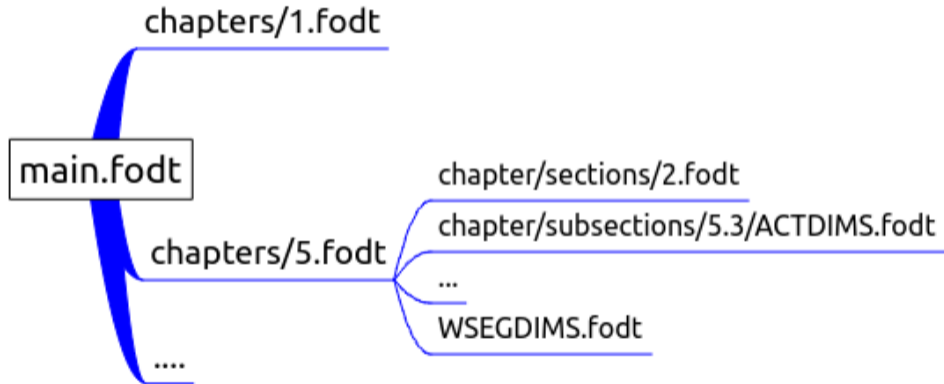 chapters/1.fodt
main.fodt
chapter/sections/2.fodt
chapter/subsections/5.3/ACTDIMS.fodt
chapters/5.fodt
...
WSEGDIMS.fodt
....